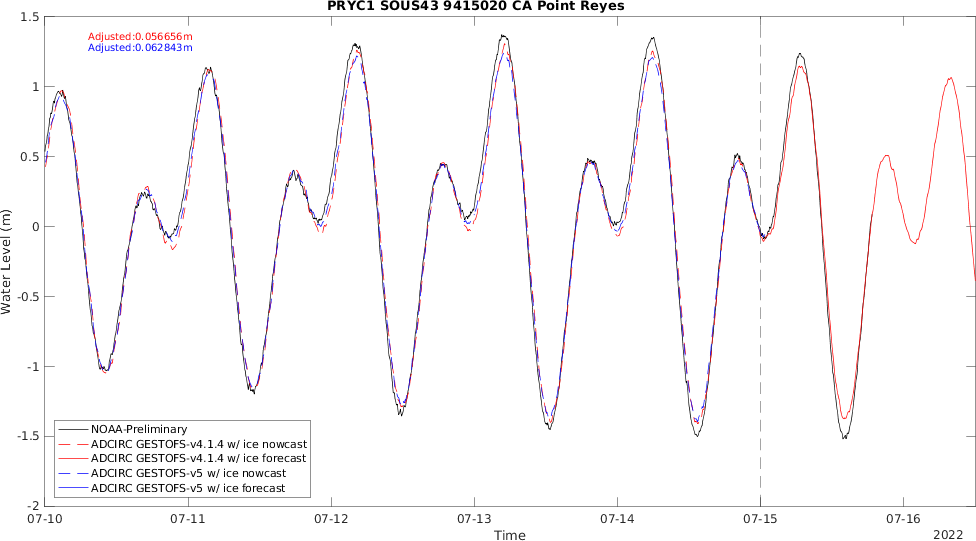 PRYC1 SOUS43 9415020 CA Point Reyes
Adjusted:0.056656m
Adjusted:0.062843m
1.5
1
0.5
0
-0.5
-1
-1.5
-2
Water Level (m)
NOAA-Preliminary
ADCIRC GESTOFS-v4.1.4 w/ ice nowcast
ADCIRC GESTOFS-v4.1.4 w/ ice forecast
ADCIRC GESTOFS-v5 w/ ice nowcast
ADCIRC GESTOFS-v5 w/ ice forecast
07-10 07-11 07-12 07-13 07-14 07-15 07-16
Time
2022